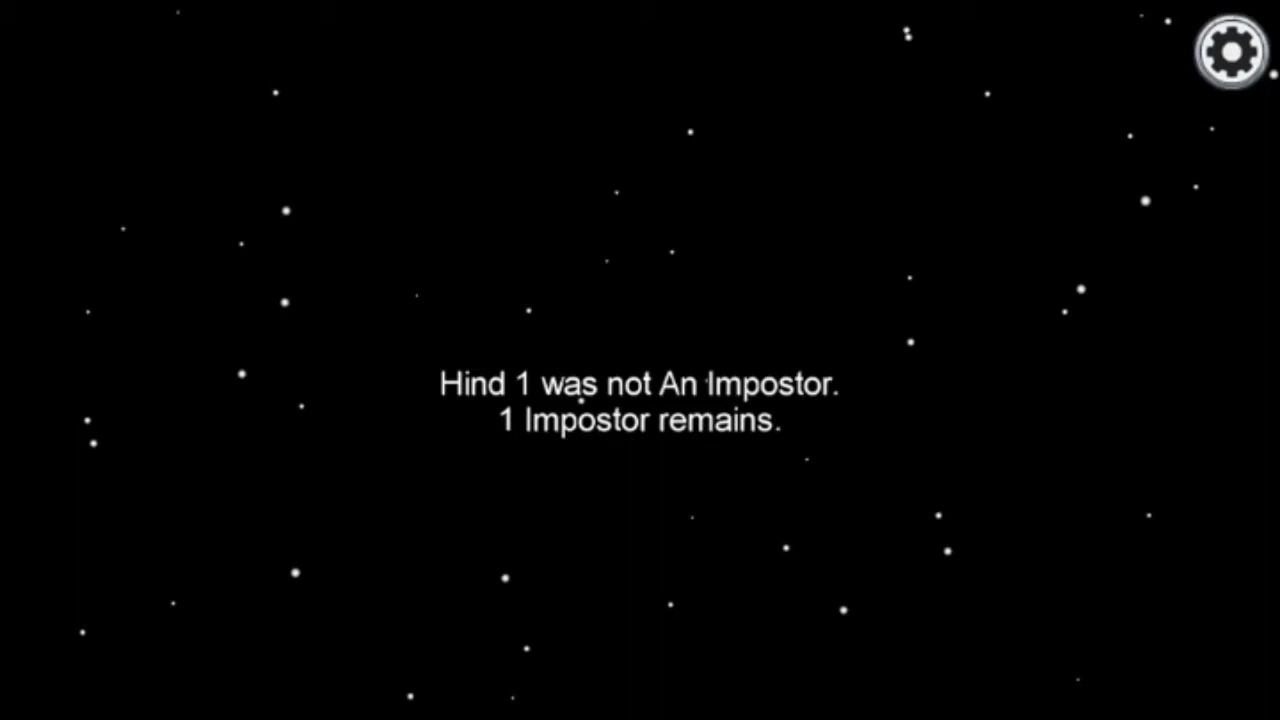 Hind 1 was not An Impostor.
1 Impostor remains.